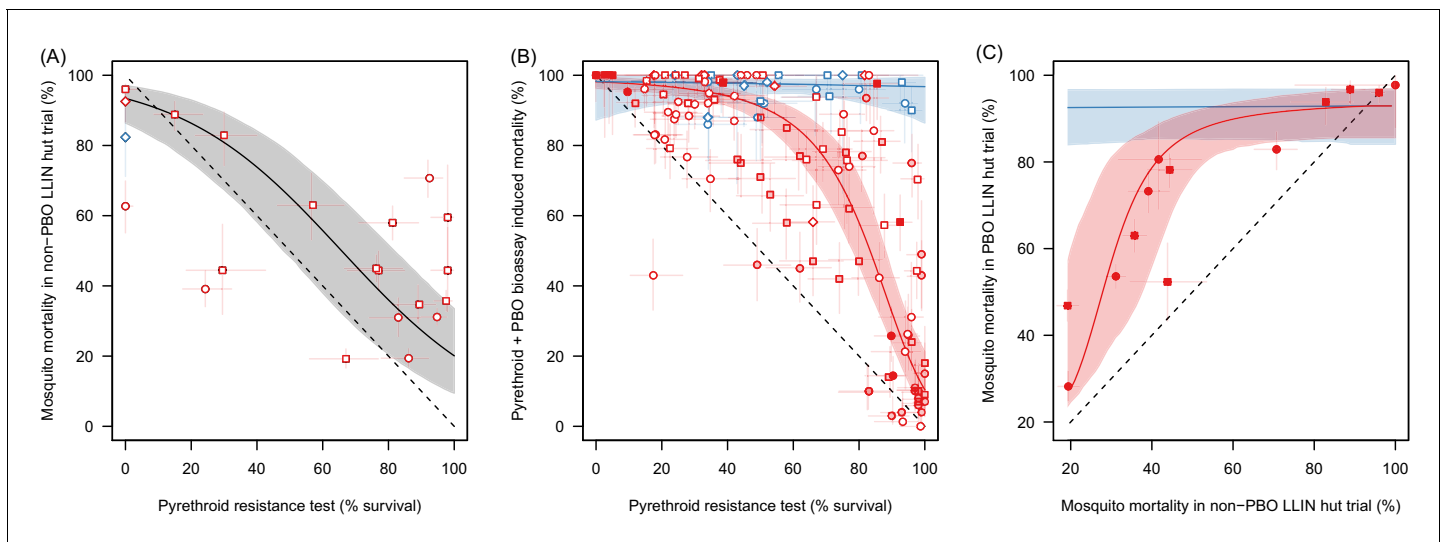 (A)
Mosquito mortality in non−PBO LLIN hut trial (%)
100
80
60
40
20
0
0 20 40 60 80 100
Pyrethroid resistance test (% survival)
(B)
Pyrethroid + PBO bioassay induced mortality (%)
100
80
60
40
20
0
0 20 40 60 80 100
Pyrethroid resistance test (% survival)
(C)
Mosquito mortality in PBO LLIN hut trial (%)
100
80
60
40
20
20 40 60 80 100
Mosquito mortality in non−PBO LLIN hut trial (%)